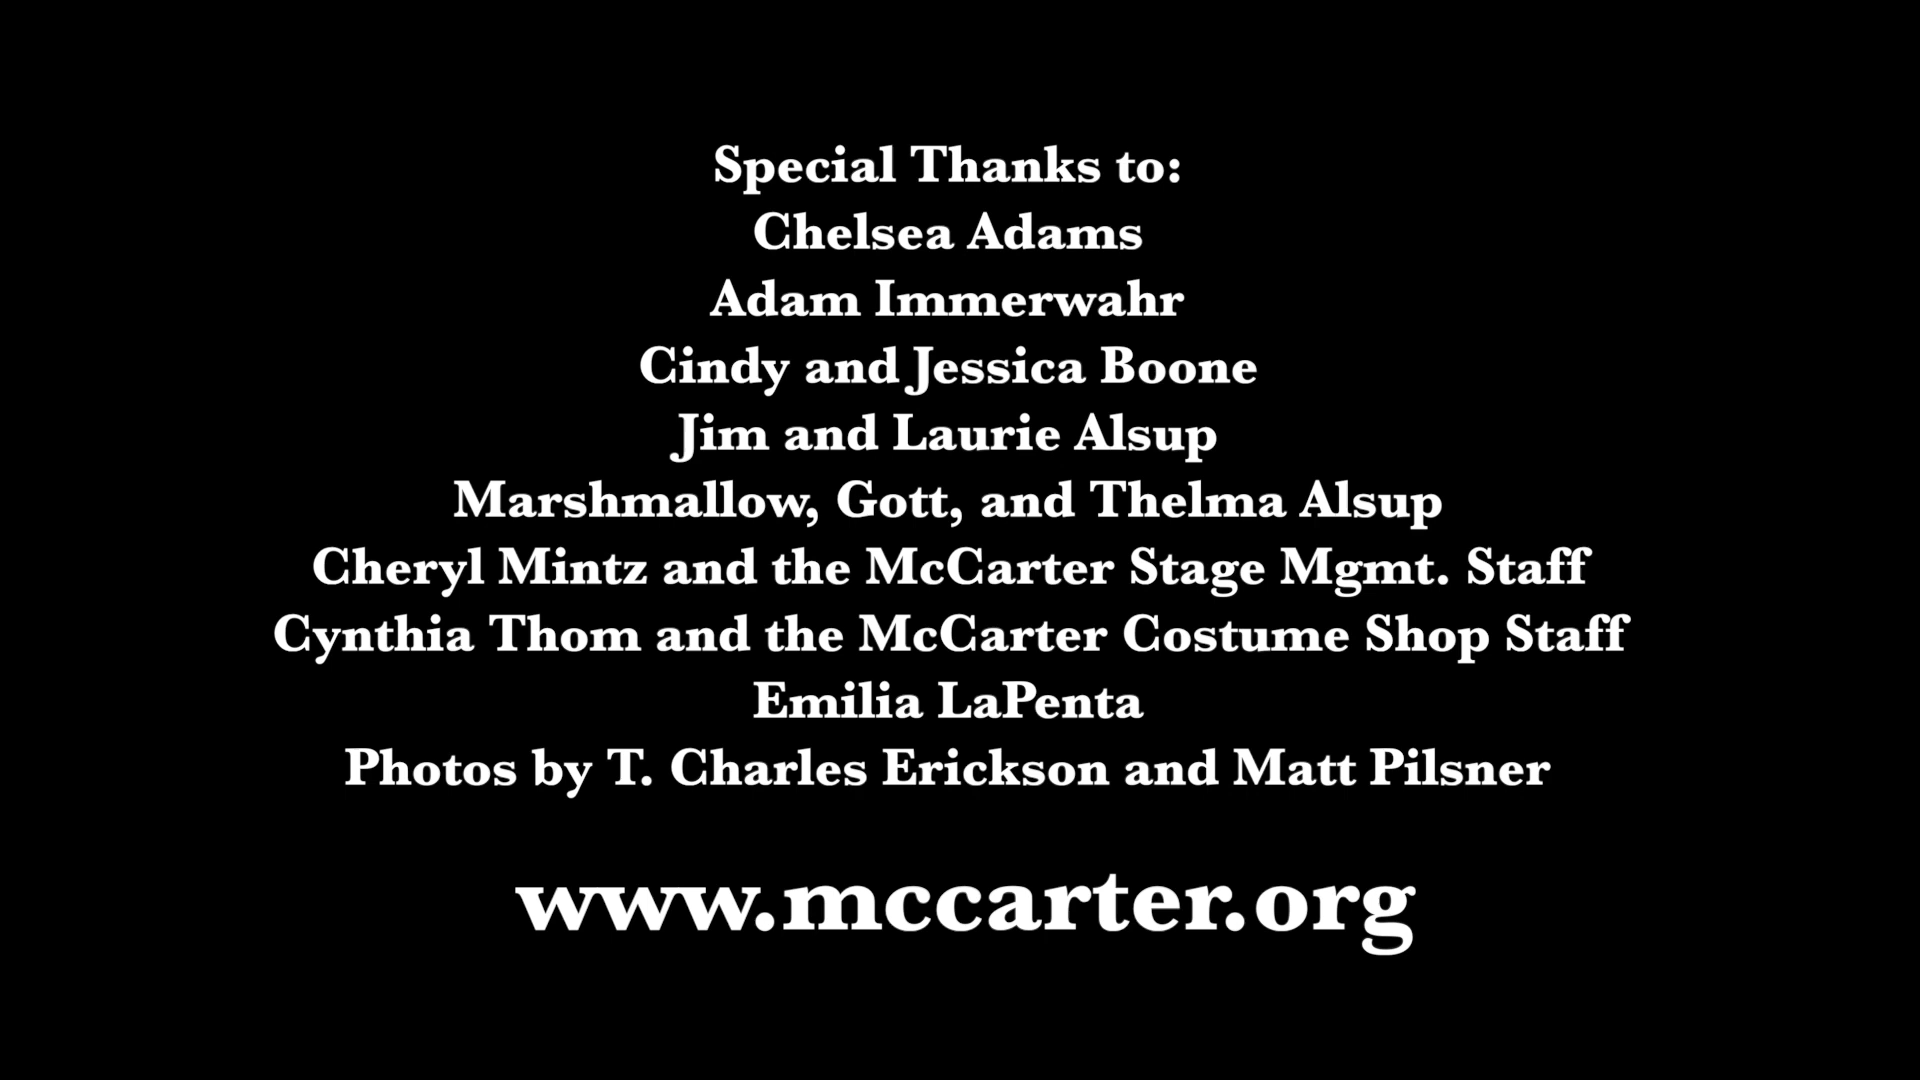 Special Thanks to:
Chelsea Adams
Adam Immerwahr
Cindy and Jessica Boone
Jim and Laurie Alsup
Marshmallow, Gott, and Thelma Alsup
Cheryl Mintz and the McCarter Stage Mgmt. Staff
Cynthia Thom and the McCarter Costume Shop Staff
Emilia LaPenta
Photos by T. Charles Erickson and Matt Pilsner
www.mccarter.org